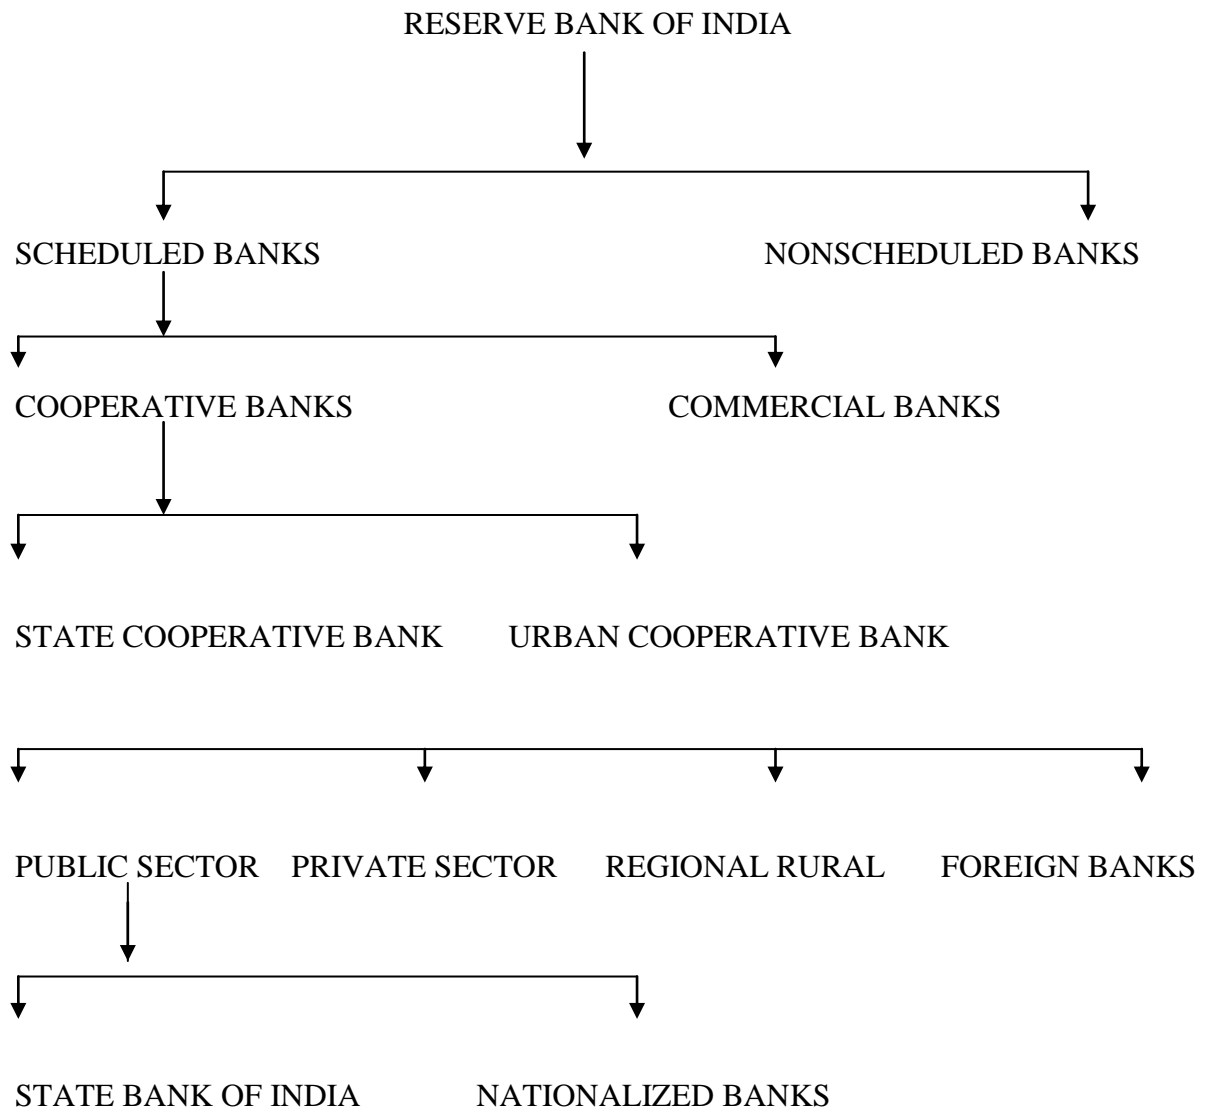 RESERVE BANK OF INDIA
SCHEDULED BANKS NONSCHEDULED BANKS
COOPERATIVE BANKS COMMERCIAL BANKS
STATE COOPERATIVE BANK URBAN COOPERATIVE BANK
PUBLIC SECTOR PRIVATE SECTOR REGIONAL RURAL FOREIGN BANKS
STATE BANK OF INDIA NATIONALIZED BANKS